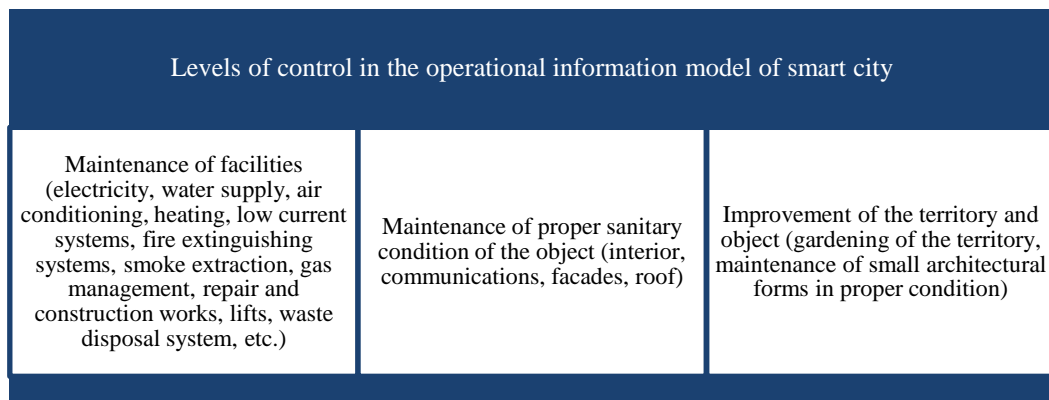 Levels of control in the operational information model of smart city
Maintenance of facilities
(electricity, water supply, air
conditioning, heating, low current
systems, fire extinguishing
systems, smoke extraction, gas
management, repair and
construction works, lifts, waste
disposal system, etc.)
Maintenance of proper sanitary
condition of the object (interior,
communications, facades, roof)
Improvement of the territory and
object (gardening of the territory,
maintenance of small architectural
forms in proper condition)